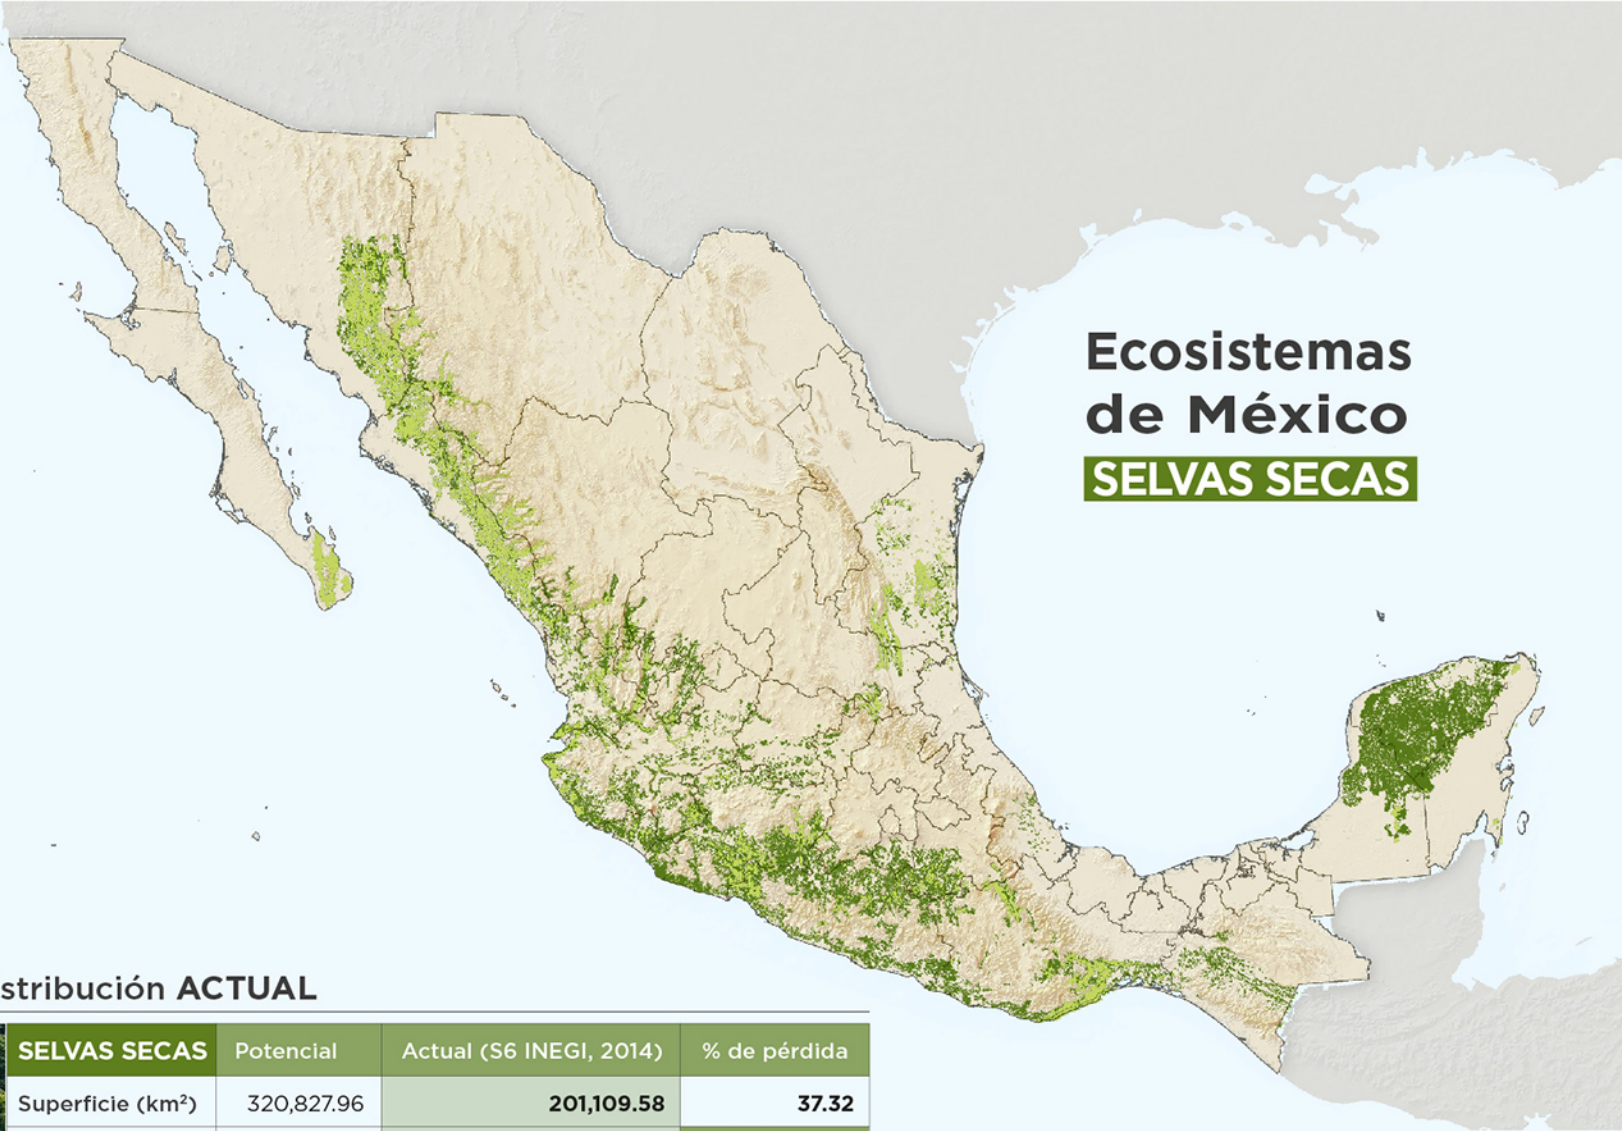 Ecosistemas
de México
SELVAS SECAS
stribución ACTUAL
SELVAS SECAS Potencial Actual (S6 INEGI, 2014) % de pérdida
Superficie (km²) 320,827.96 201,109.58 37.32